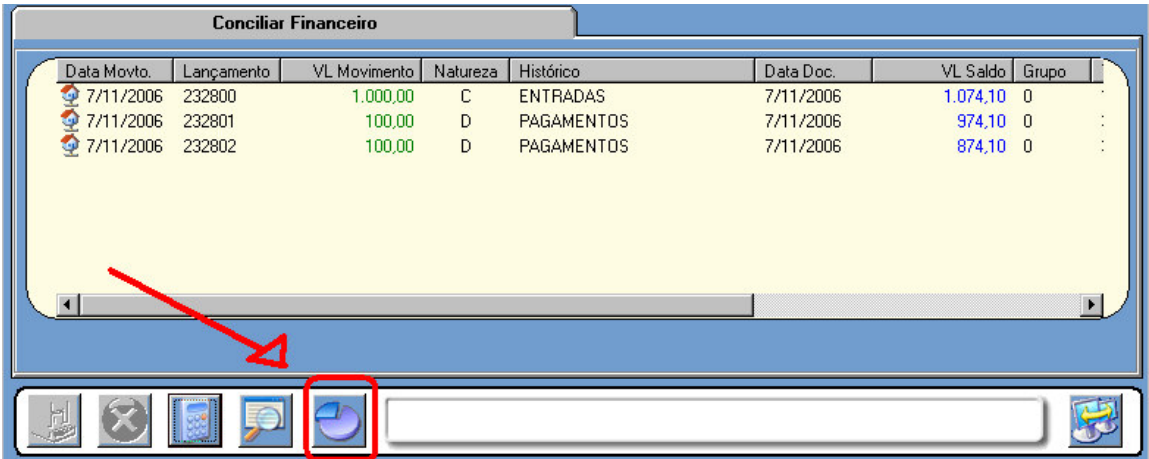 Conciliar Financeiro
Data Movto. Lançamento VL Movimento Natureza Histórico Data Doc. VL Saldo Grupo
7/11/2006 232800 1.000,00 C ENTRADAS 7/11/2006 1.074,10 0
7/11/2006 232801 100,00 D PAGAMENTOS 7/11/2006 974,10 0
7/11/2006 232802 100,00 D PAGAMENTOS 7/11/2006 874,10 0